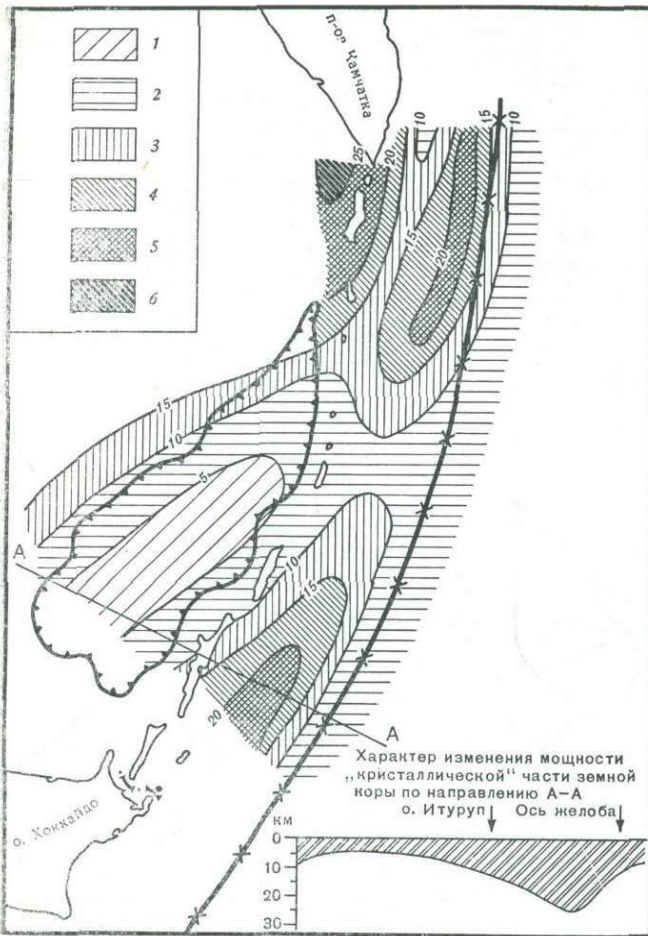 1
2
3
4
5
6
п-ов Камчатка
10
15
10
25
20
15
20
15
10
5
А
10
15
20
А
о. Хоккайдо
Характер изменения мощности
„кристаллической“ части земной
коры по направлению А–А
о. Итуруп Ось желоба
км
0
10
20
30